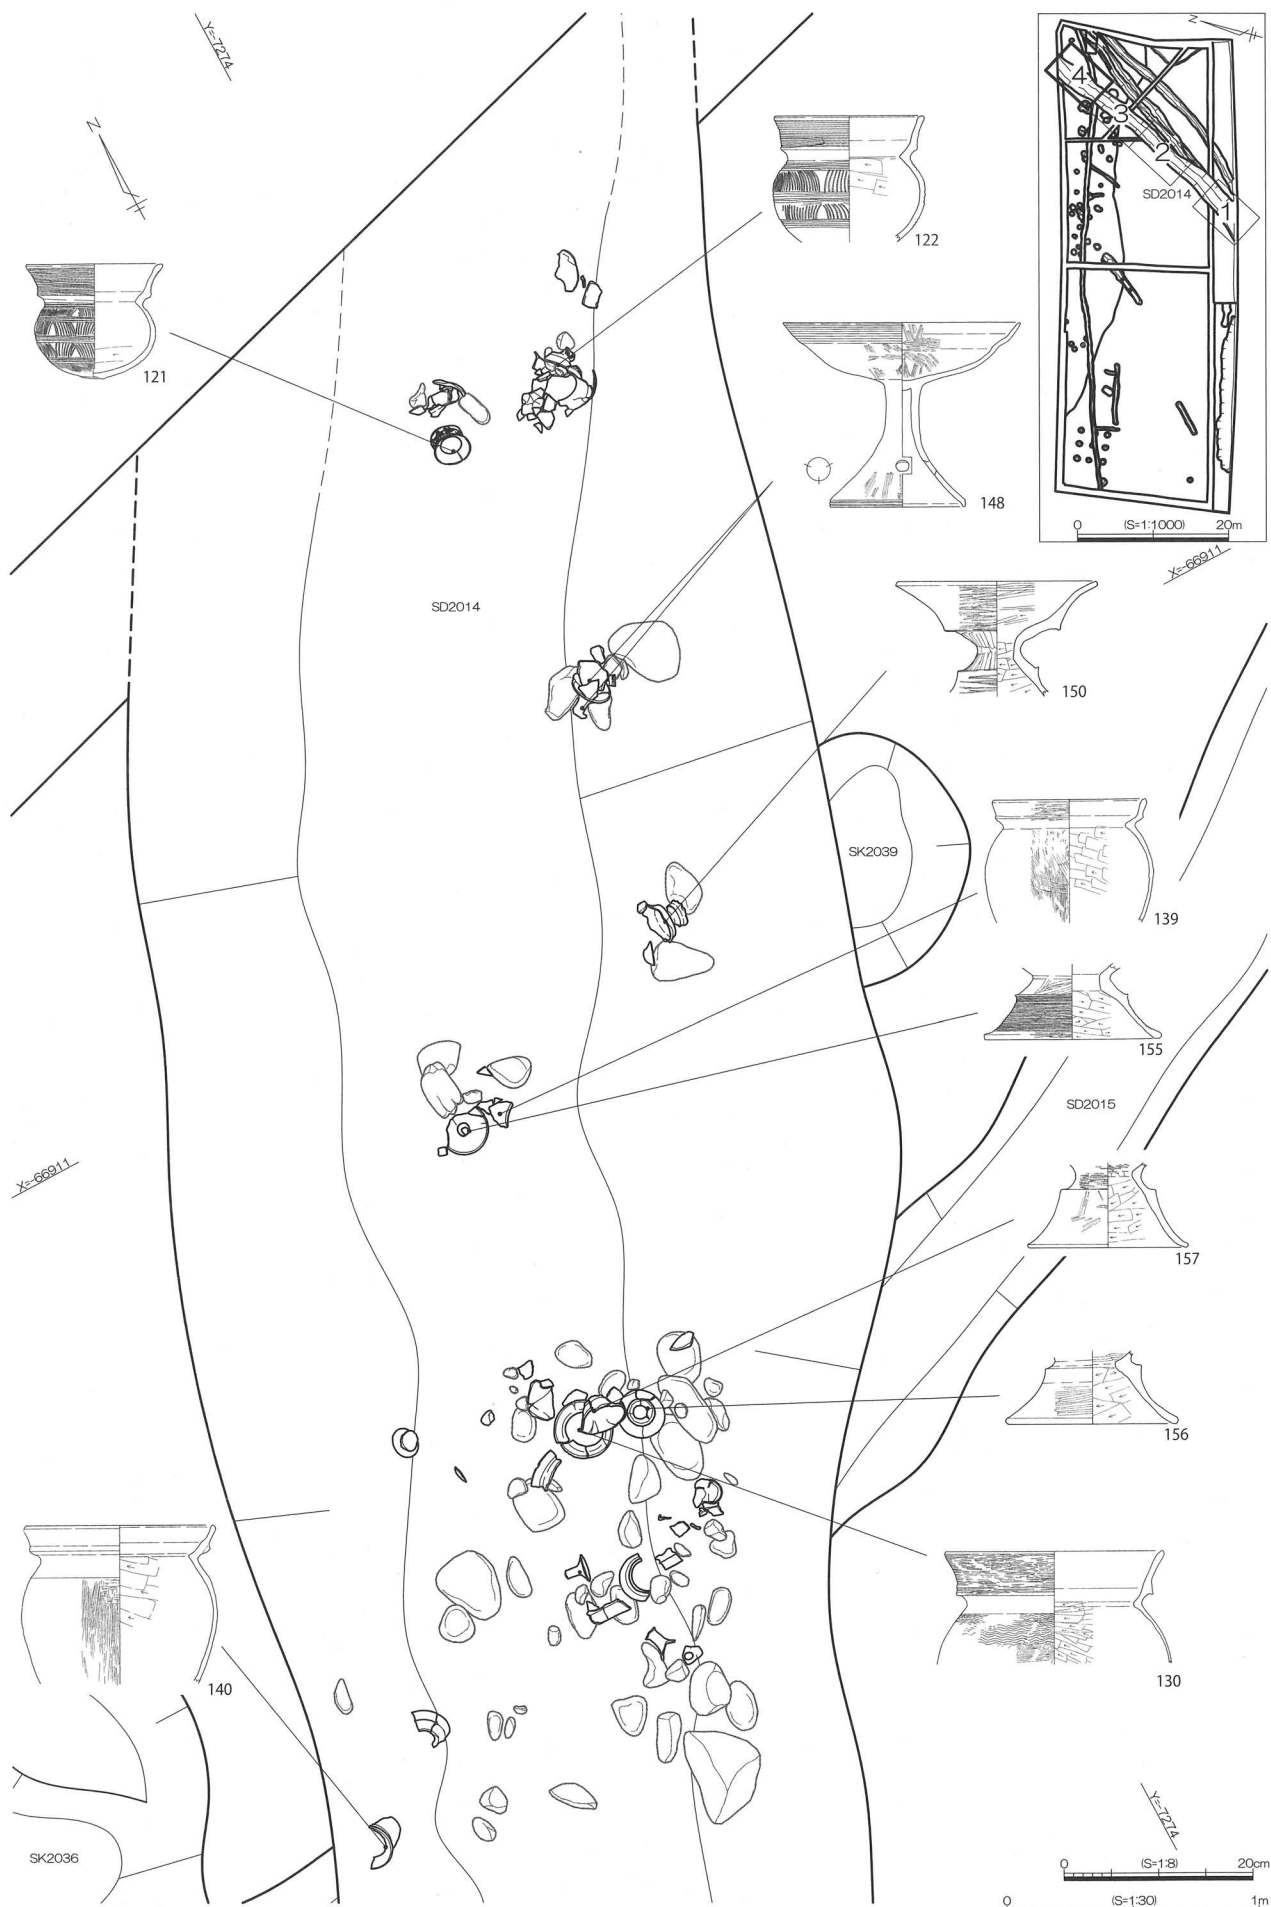 Y=-7274
N
N
4
3
2
1
SD2014
0 (S=1:1000) 20m
X=-66911
122
121
148
SD2014
150
SK2039
139
155
SD2015
X=-66911
157
156
140
130
SK2036
Y=-7274
0 (S=1:8) 20cm
0 (S=1:30) 1m